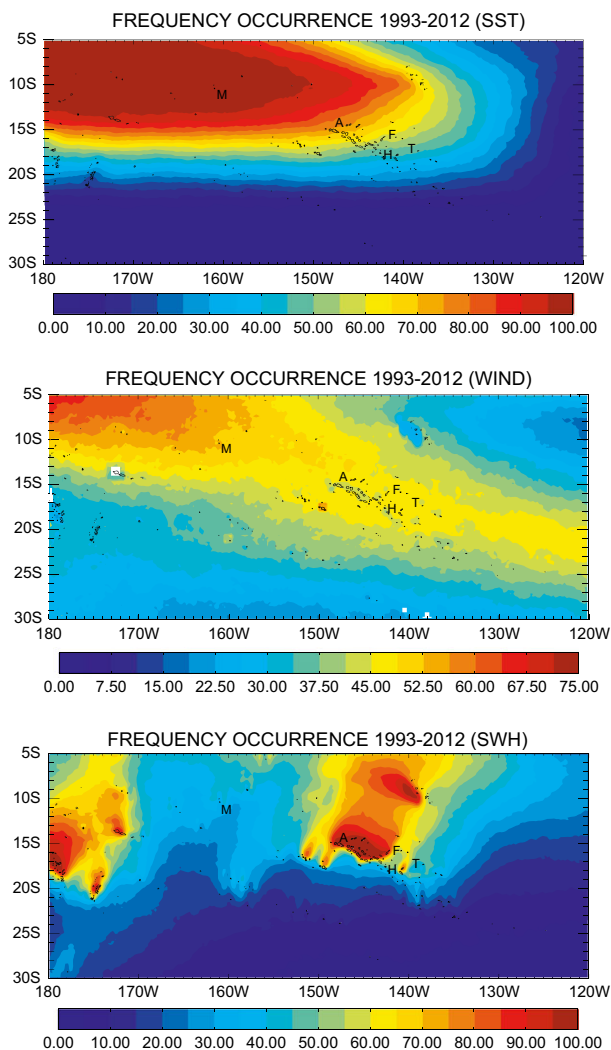 FREQUENCY OCCURRENCE 1993-2012 (SST)
5S
10S
M
A
15S
F
H
T
20S
25S
30S
180 170W 160W 150W 140W 130W 120W
0.00 10.00 20.00 30.00 40.00 50.00 60.00 70.00 80.00 90.00 100.00
FREQUENCY OCCURRENCE 1993-2012 (WIND)
5S
10S
M
15S
A
F
H
T
20S
25S
30S
180 170W 160W 150W 140W 130W 120W
0.00 7.50 15.00 22.50 30.00 37.50 45.00 52.50 60.00 67.50 75.00
FREQUENCY OCCURRENCE 1993-2012 (SWH)
5S
10S
M
A
15S
F
H
T
20S
25S
30S
180 170W 160W 150W 140W 130W 120W
0.00 10.00 20.00 30.00 40.00 50.00 60.00 70.00 80.00 90.00 100.00